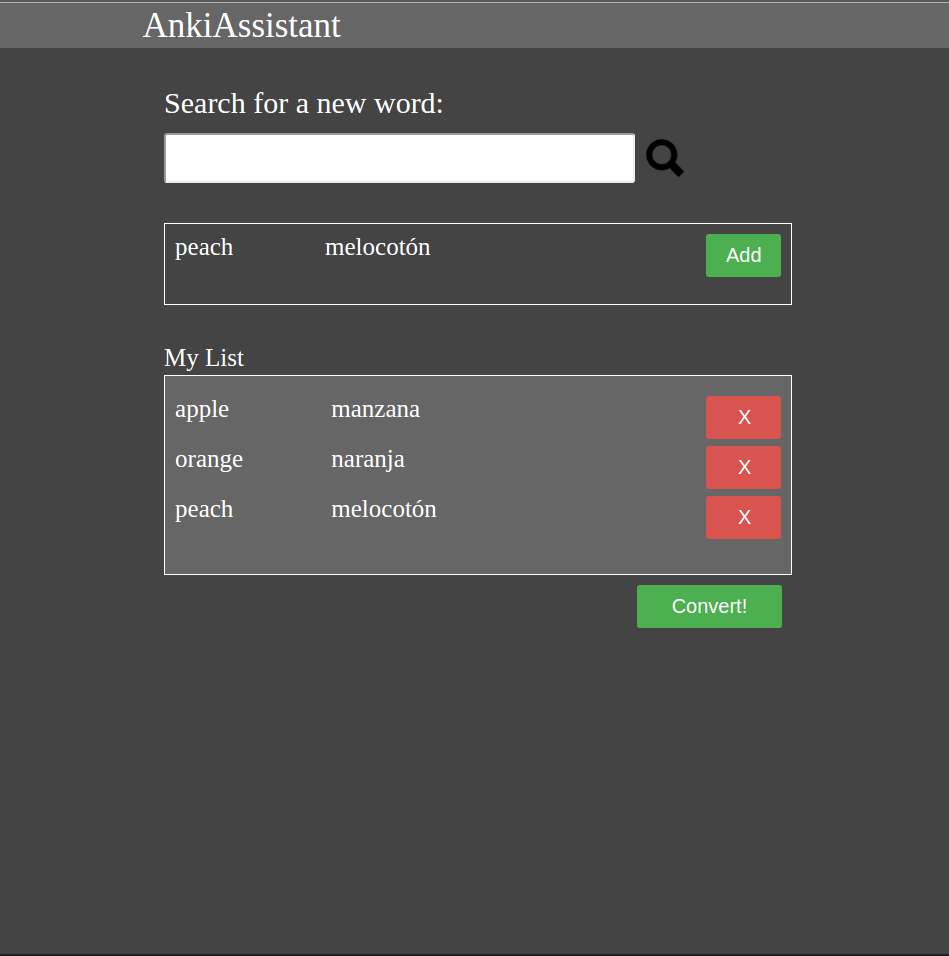 AnkiAssistant
Search for a new word:
peach melocotón Add
My List
apple manzana X
orange naranja X
peach melocotón X
Convert!